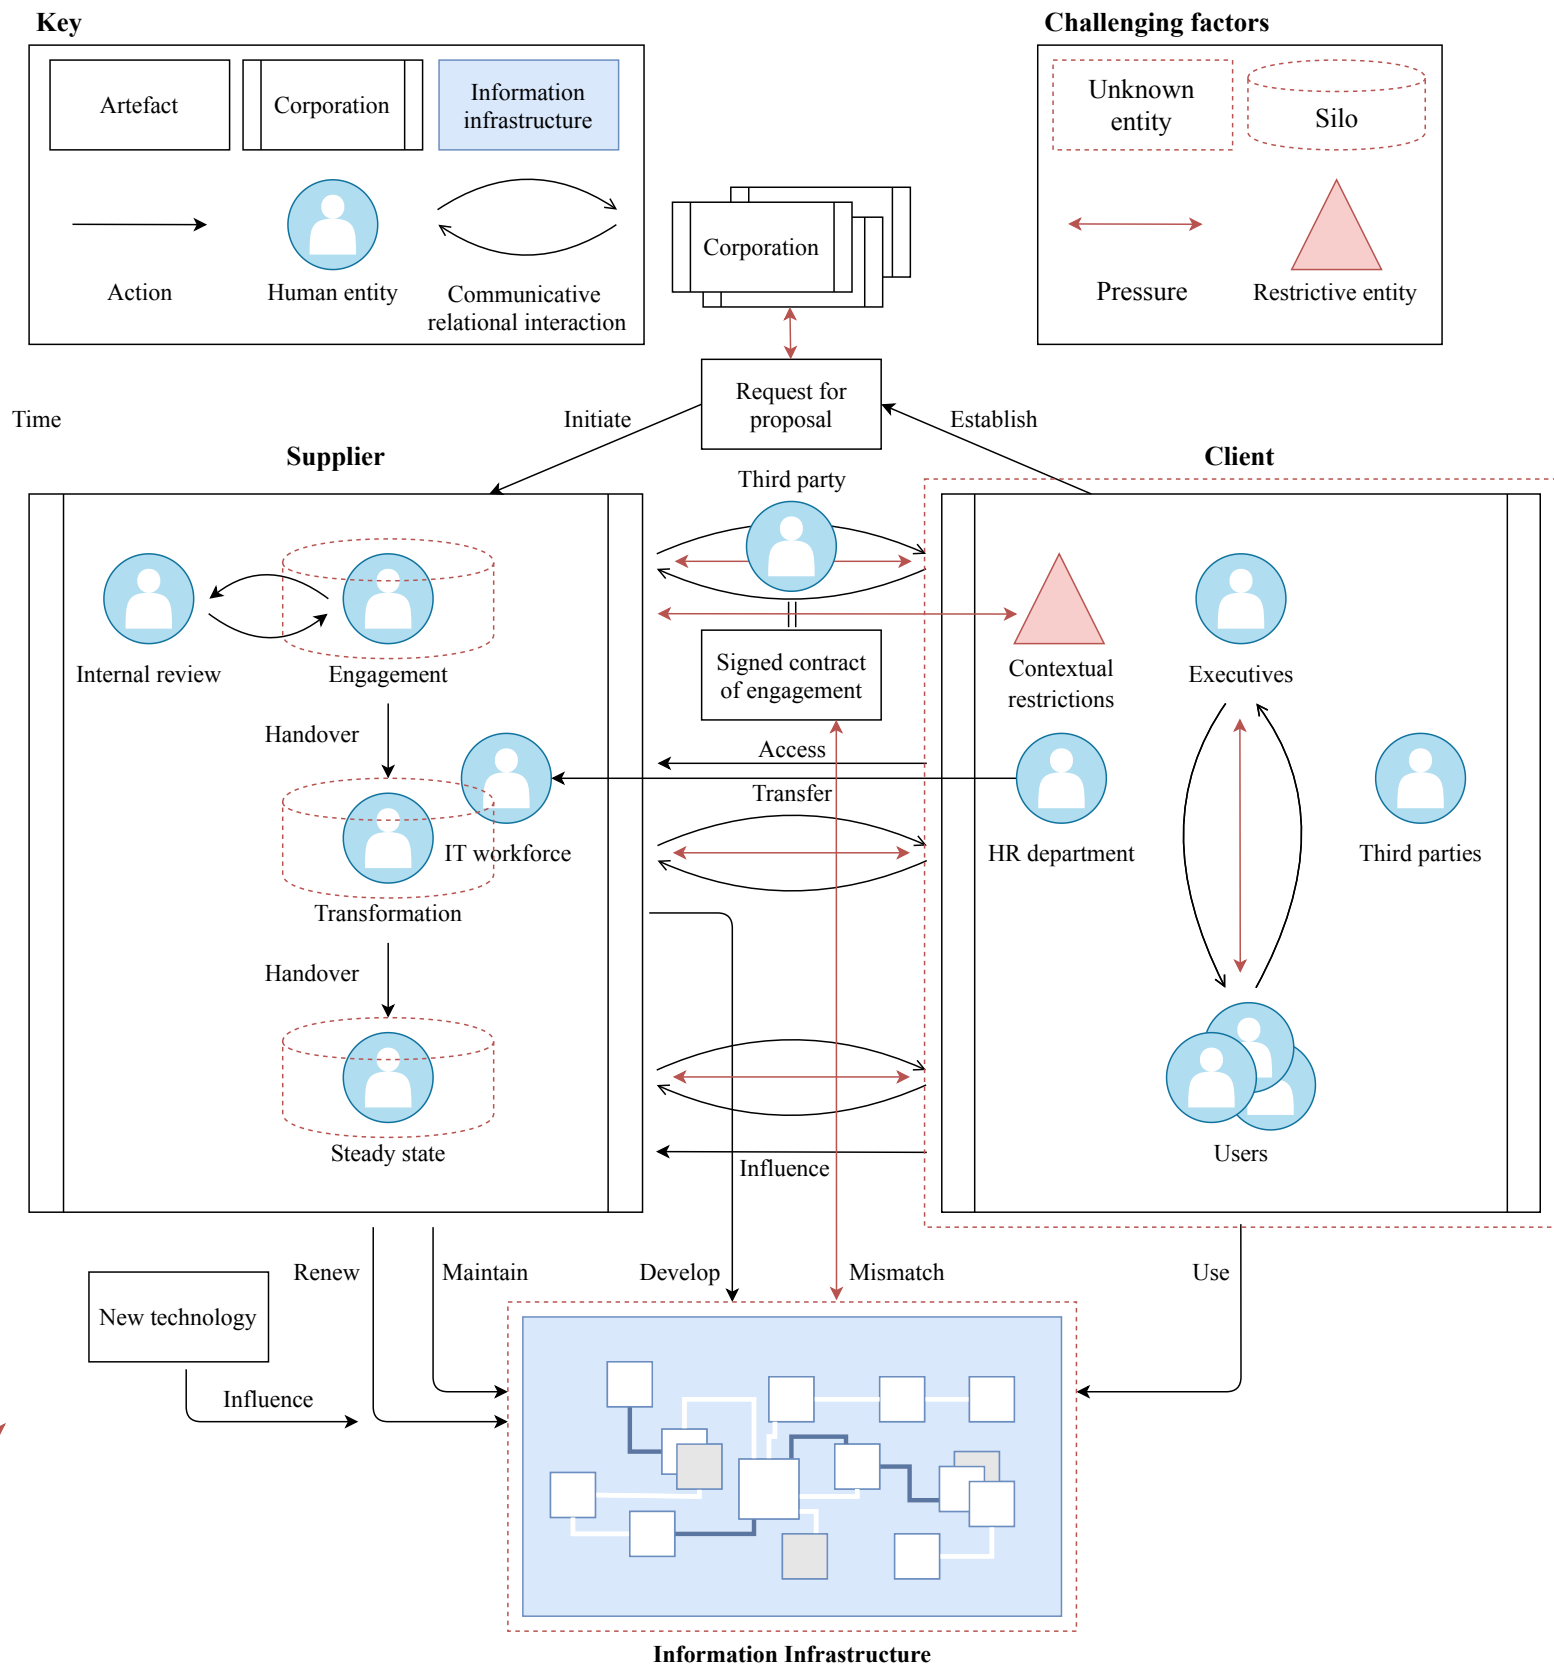 Key
Artefact
Corporation
Information
infrastructure
Action
Human entity
Communicative
relational interaction
Challenging factors
Unknown
entity
Silo
Pressure
Restrictive entity
Corporation
Request for
proposal
Time
Initiate
Establish
Supplier
Client
Third party
Internal review
Engagement
Signed contract
of engagement
Contextual
restrictions
Executives
Handover
Access
Transfer
IT workforce
HR department
Third parties
Transformation
Handover
Steady state
Influence
Users
Renew
Maintain
Develop
Mismatch
Use
New technology
Influence
Information Infrastructure